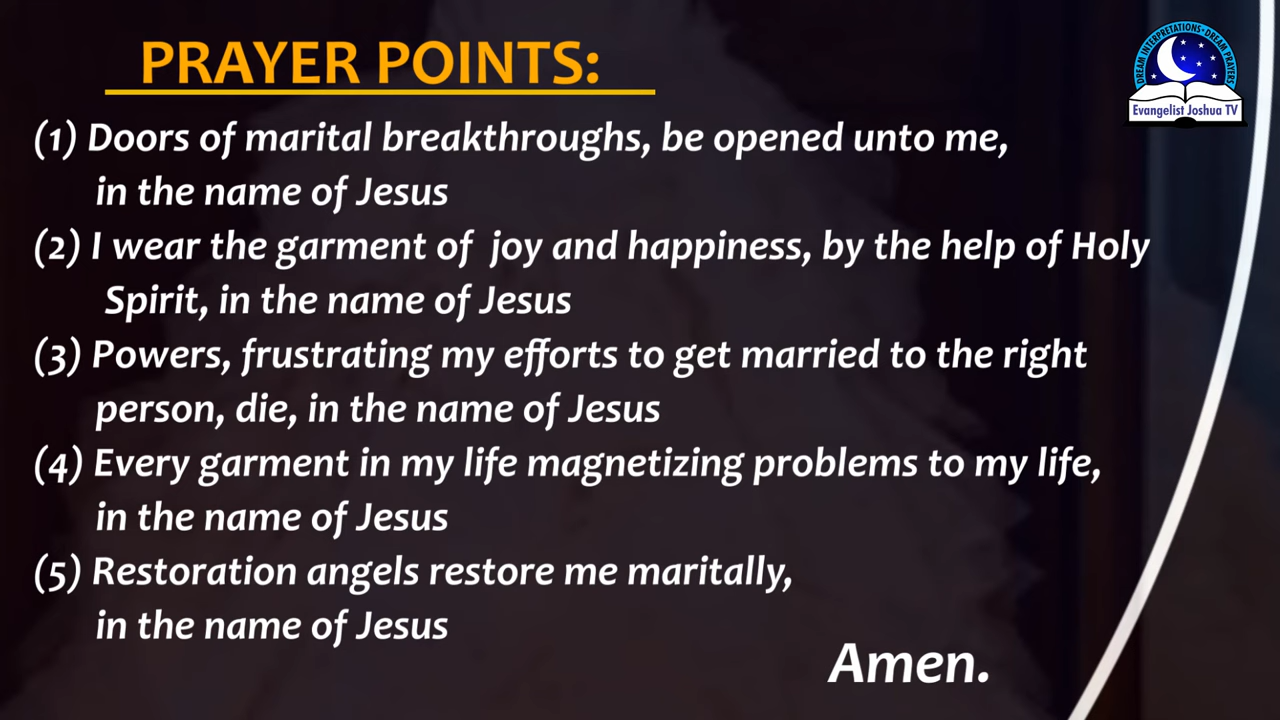 PRAYER POINTS:
DREAM INTERPRETATIONS • DREAM PRAYERS
Evangelist Joshua TV
(1) Doors of marital breakthroughs, be opened unto me,
in the name of Jesus
(2) I wear the garment of joy and happiness, by the help of Holy
Spirit, in the name of Jesus
(3) Powers, frustrating my efforts to get married to the right
person, die, in the name of Jesus
(4) Every garment in my life magnetizing problems to my life,
in the name of Jesus
(5) Restoration angels restore me maritally,
in the name of Jesus
Amen.